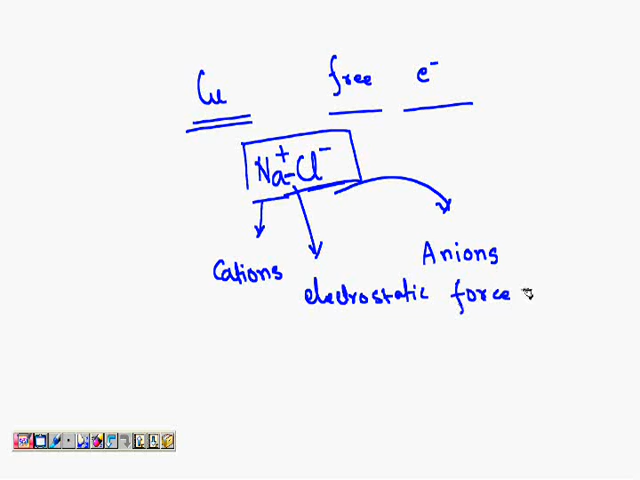 Cu free e⁻
Na⁺-Cl⁻
Cations
Anions
electrostatic force